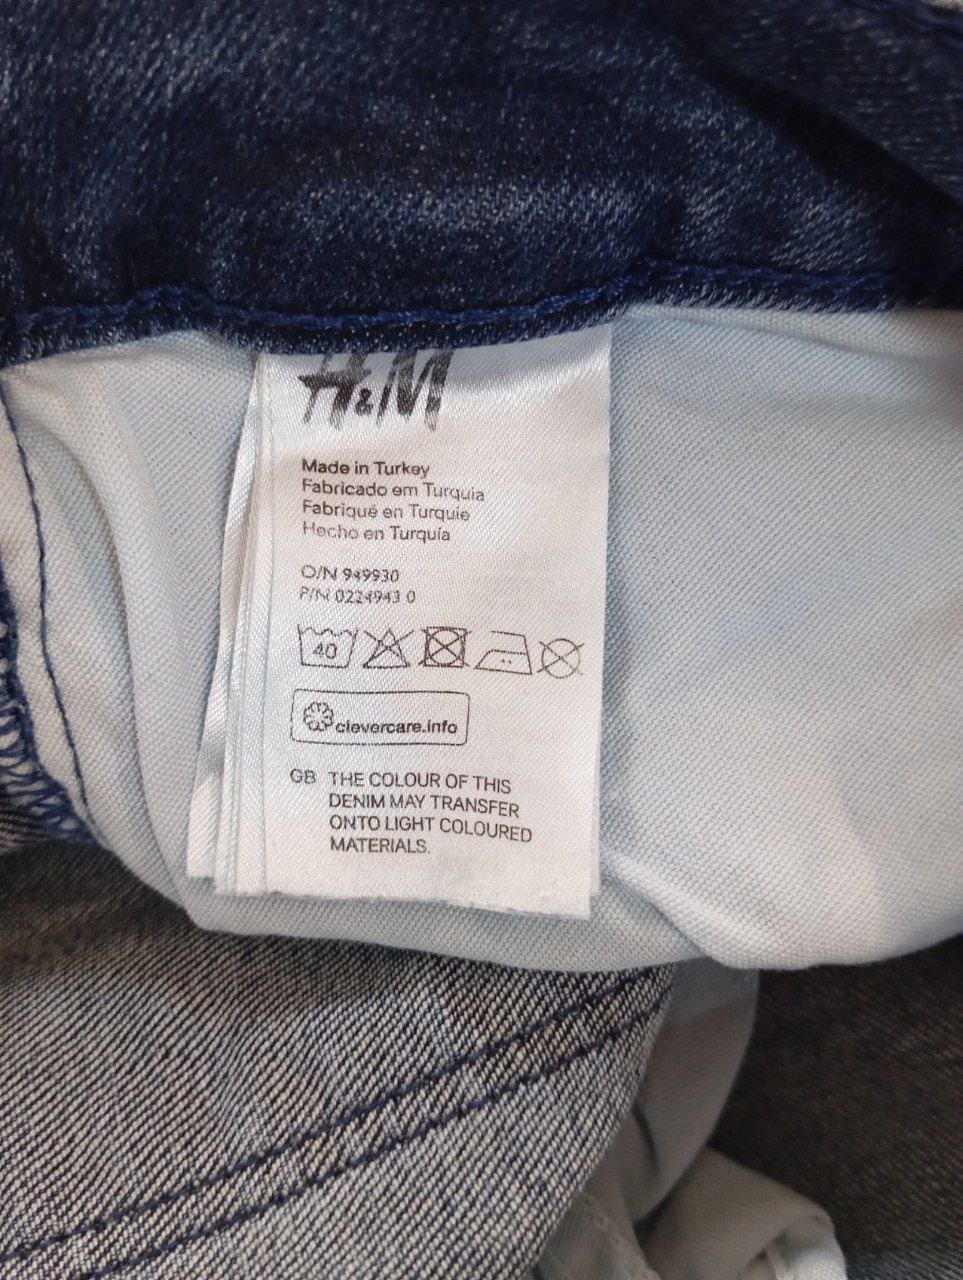 H&M
Made in Turkey
Fabricado em Turquia
Fabriqué en Turquie
Hecho en Turquía
O/N 949930
P/N 0224943 0
40
clevercare.info
GB THE COLOUR OF THIS
DENIM MAY TRANSFER
ONTO LIGHT COLOURED
MATERIALS.